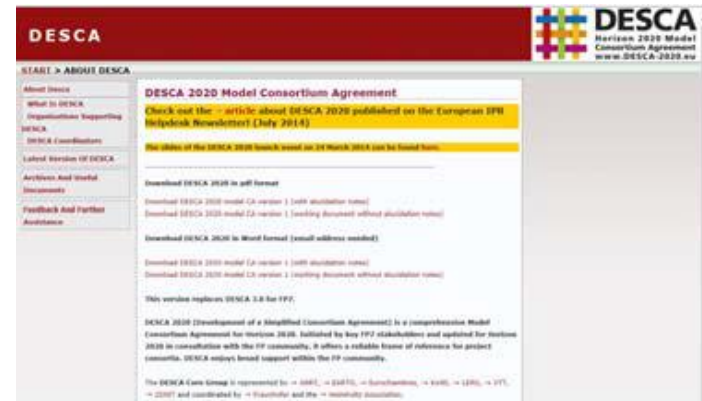 DESCA
DESCA
Horizon 2020 Model
Consortium Agreement
www.DESCA-2020.eu
START > ABOUT DESCA
About Desca
What Is DESCA
Organisations Supporting
DESCA
DESCA Coordinators
Latest Version Of DESCA
Archives And Useful
Documents
Feedback And Further
Assistance
DESCA 2020 Model Consortium Agreement
Check out the → article about DESCA 2020 published on the European IPR
Helpdesk Newsletter! (July 2014)
The slides of the DESCA 2020 launch event on 24 March 2014 can be found here.
Download DESCA 2020 in pdf format
Download DESCA 2020 model CA version 1 (with elucidation notes)
Download DESCA 2020 model CA version 1 (working document without elucidation notes)
Download DESCA 2020 in Word format (email address needed)
Download DESCA 2020 model CA version 1 (with elucidation notes)
Download DESCA 2020 model CA version 1 (working document without elucidation notes)
This version replaces DESCA 3.0 for FP7.
DESCA 2020 (Development of a Simplified Consortium Agreement) is a comprehensive Model
Consortium Agreement for Horizon 2020. Initiated by key FP7 stakeholders and updated for Horizon
2020 in consultation with the FP community, it offers a reliable frame of reference for project
consortia. DESCA enjoys broad support within the FP community.
The DESCA Core Group is represented by → ANRT, → EARTO, → Eurochambres, → KoWi, → LERU, → VTT,
→ ZENIT and coordinated by → Fraunhofer and the → Helmholtz Association.